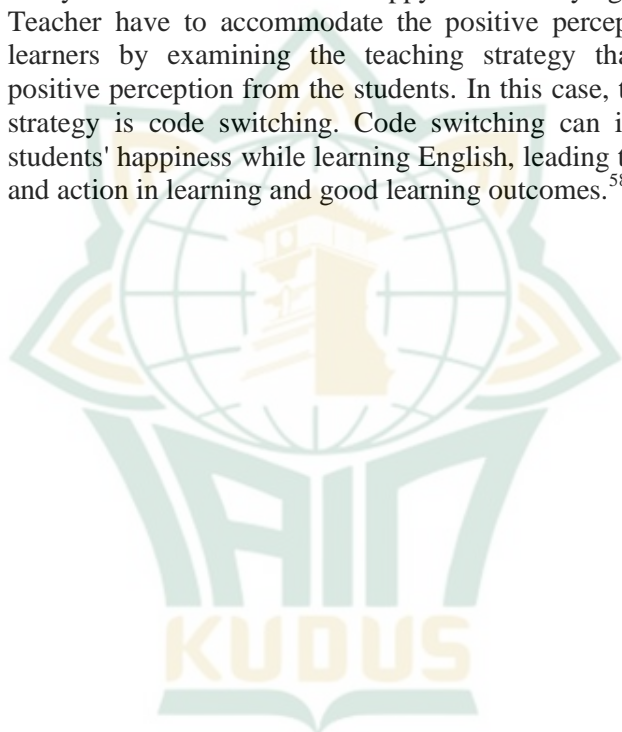 Teacher have to accommodate the positive percep
learners by examining the teaching strategy tha
positive perception from the students. In this case, t
strategy is code switching. Code switching can i
students' happiness while learning English, leading t
and action in learning and good learning outcomes.58
IAIN
KUDUS